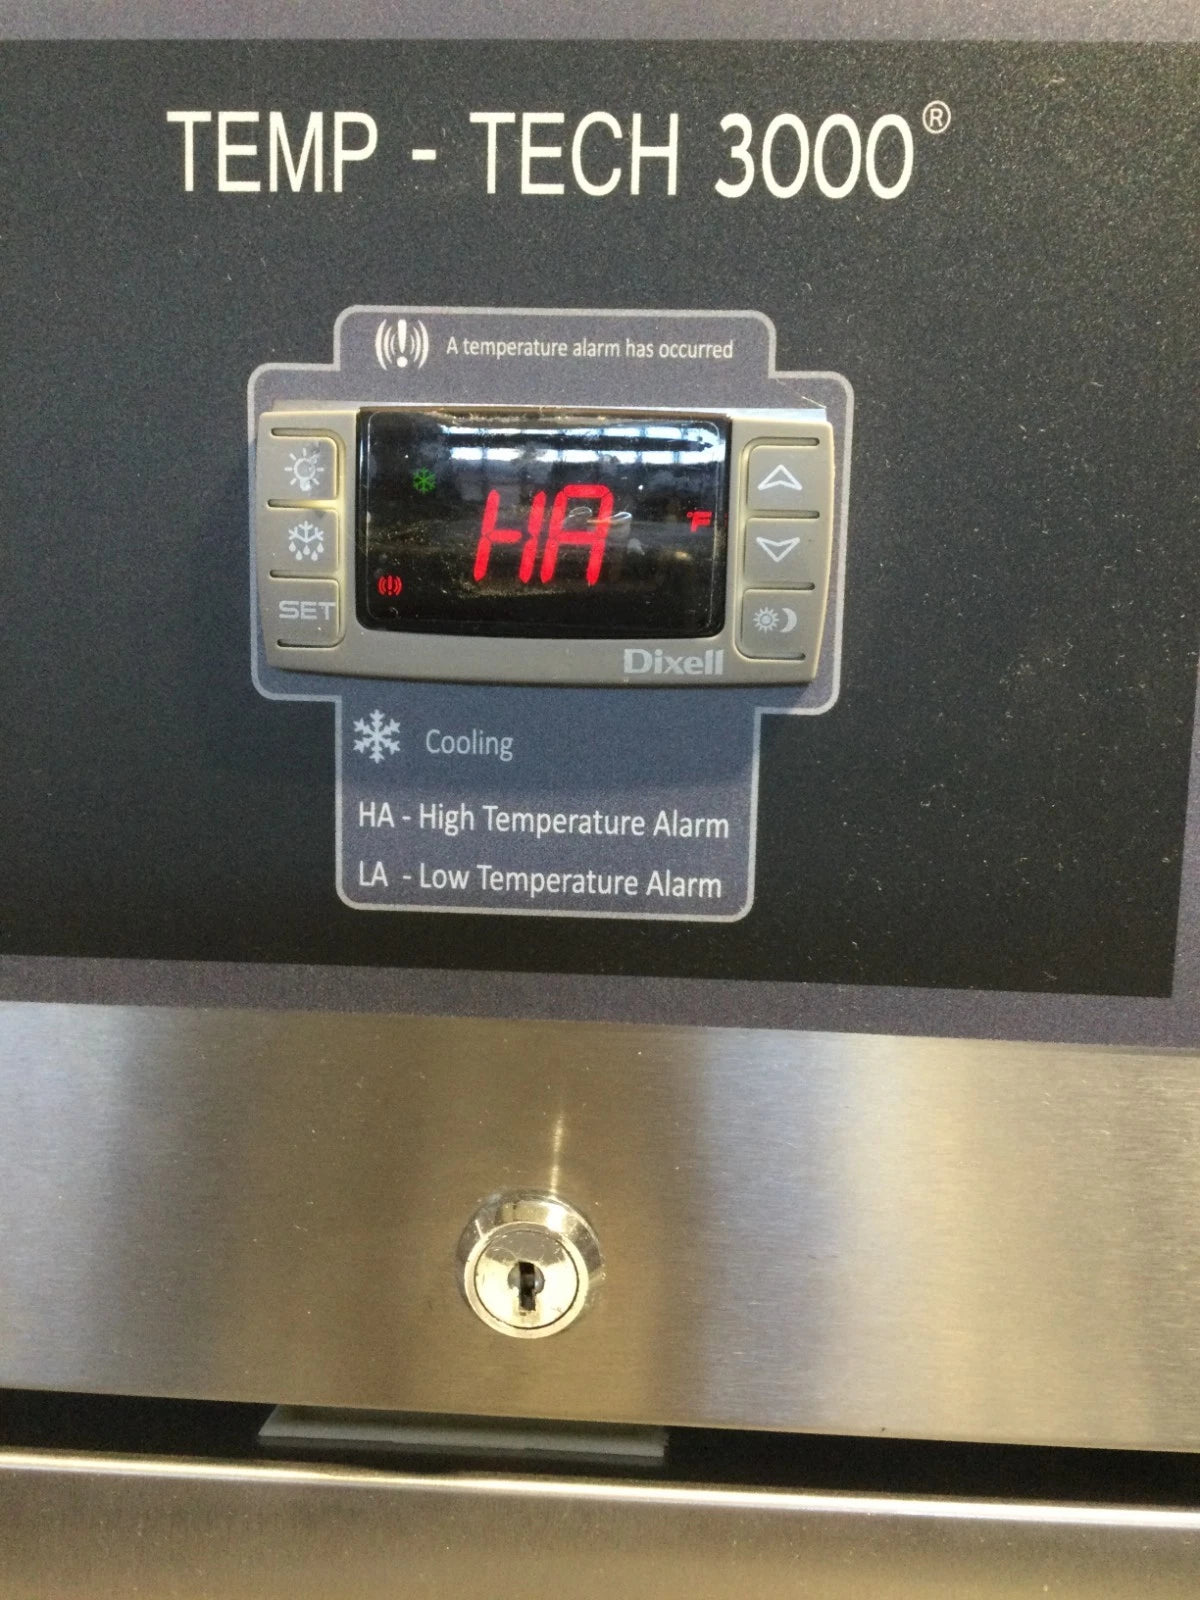 TEMP - TECH 3000®
A temperature alarm has occurred
HA °F
SET
Dixell
Cooling
HA - High Temperature Alarm
LA - Low Temperature Alarm